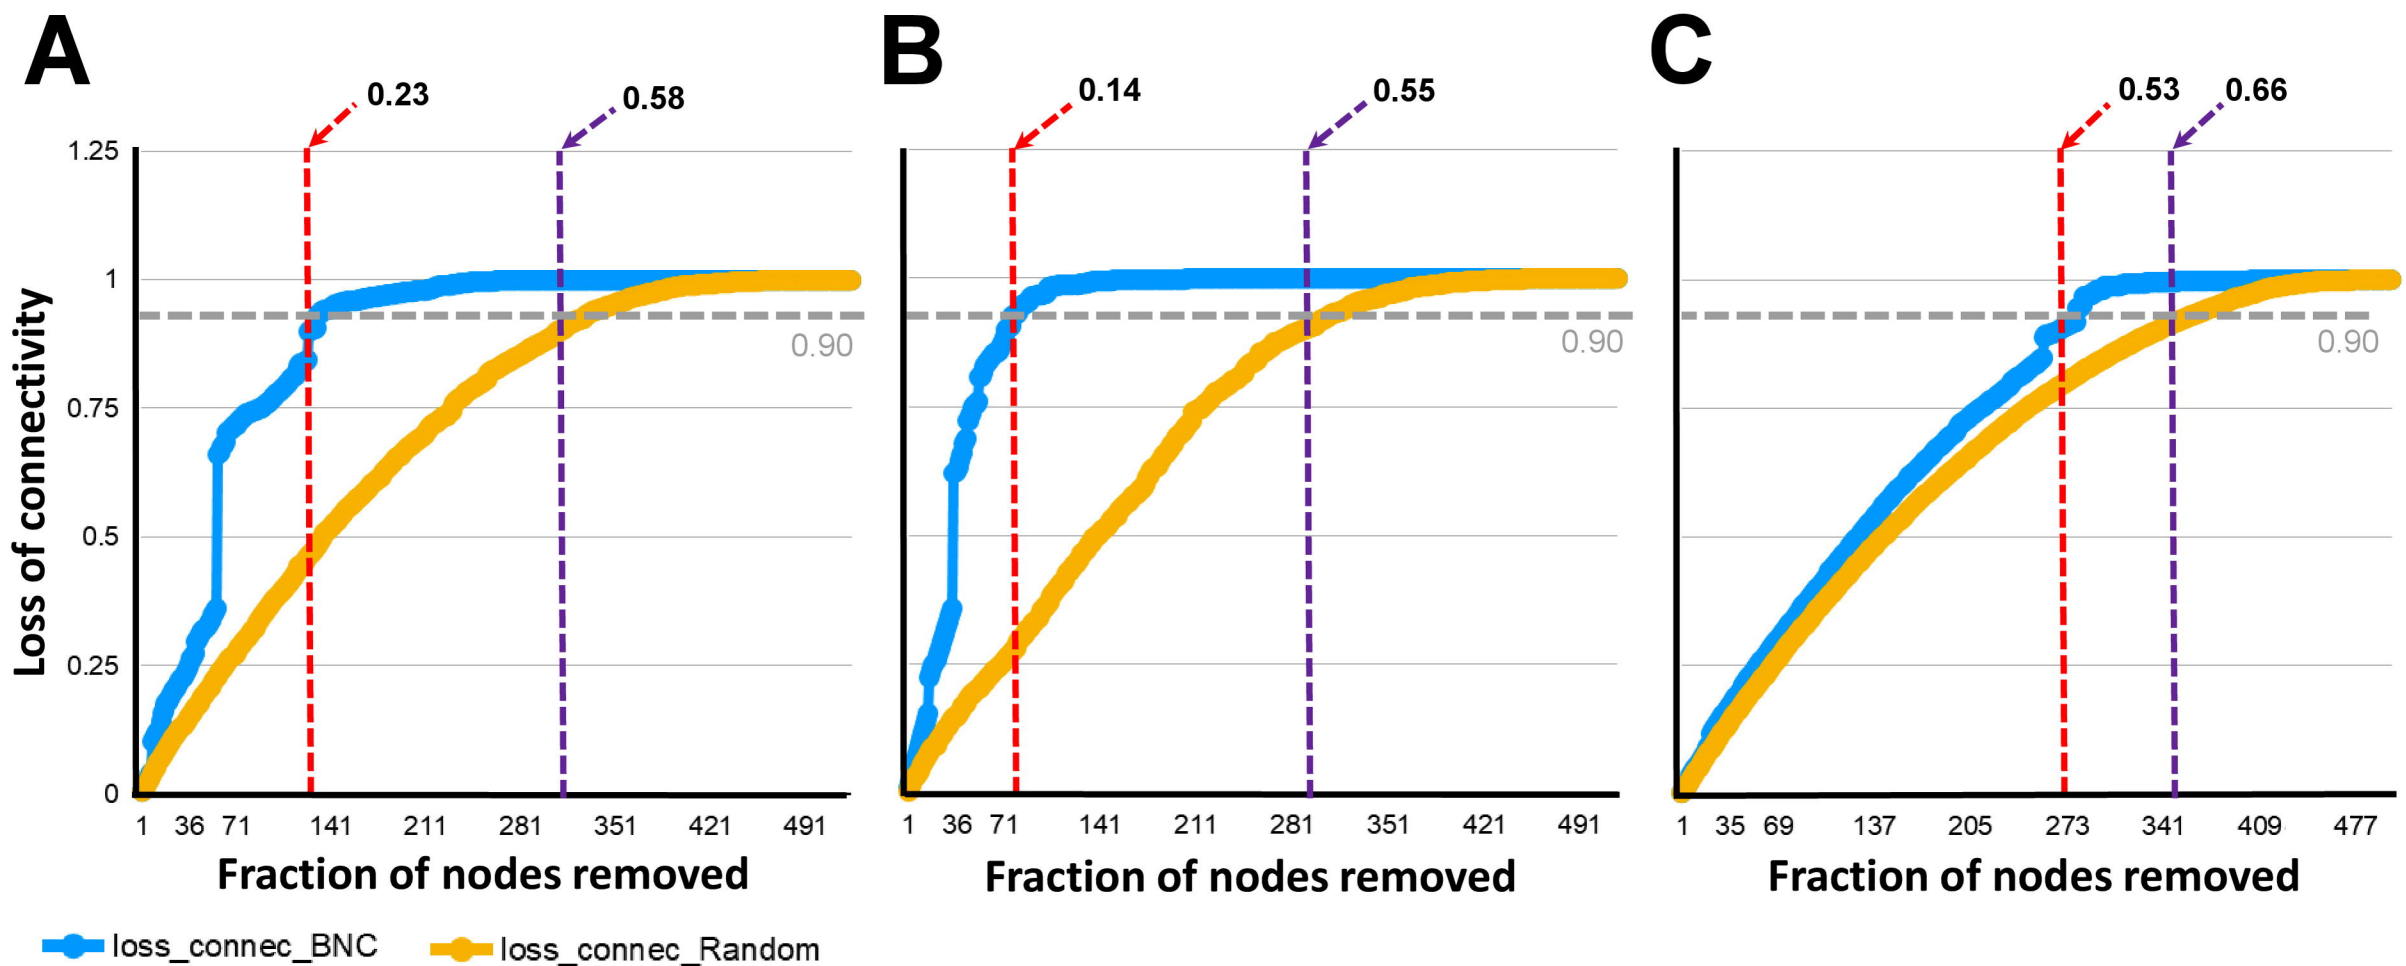 A
B
C
0.23
0.58
0.14
0.55
0.53
0.66
Loss of connectivity
1.25
1
0.75
0.5
0.25
0
0.90
0.90
0.90
1 36 71 141 211 281 351 421 491
1 36 71 141 211 281 351 421 491
1 35 69 137 205 273 341 409 477
Fraction of nodes removed
Fraction of nodes removed
Fraction of nodes removed
loss_connec_BNC
loss_connec_Random